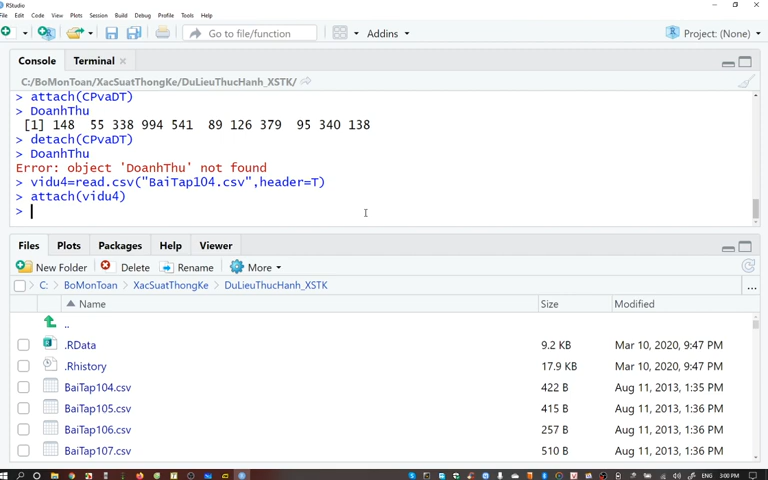 RStudio
File Edit Code View Plots Session Build Debug Profile Tools Help
Go to file/function Addins Project: (None)
Console Terminal
C:/BoMonToan/XacSuatThongKe/DuLieuThucHanh_XSTK/
> attach(CPvaDT)
> DoanhThu
[1] 148 55 338 994 541 89 126 379 95 340 138
> detach(CPvaDT)
> DoanhThu
Error: object 'DoanhThu' not found
> vidu4=read.csv("BaiTap104.csv",header=T)
> attach(vidu4)
>
Files Plots Packages Help Viewer
New Folder Delete Rename More
C: > BoMonToan > XacSuatThongKe > DuLieuThucHanh_XSTK ...
Name Size Modified
..
.RData 9.2 KB Mar 10, 2020, 9:47 PM
.Rhistory 17.9 KB Mar 10, 2020, 9:47 PM
BaiTap104.csv 422 B Aug 11, 2013, 1:35 PM
BaiTap105.csv 415 B Aug 11, 2013, 1:36 PM
BaiTap106.csv 257 B Aug 11, 2013, 1:36 PM
BaiTap107.csv 510 B Aug 11, 2013, 1:36 PM
ENG 3:00 PM